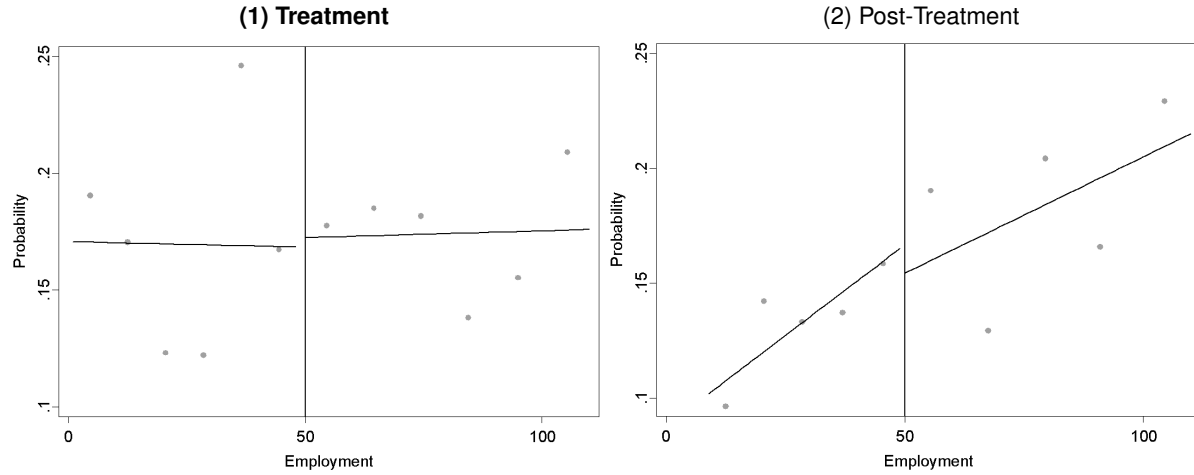 (1) Treatment
.25
.2
.15
.1
Probability
0 50 100
Employment
(2) Post-Treatment
.25
.2
.15
.1
Probability
0 50 100
Employment